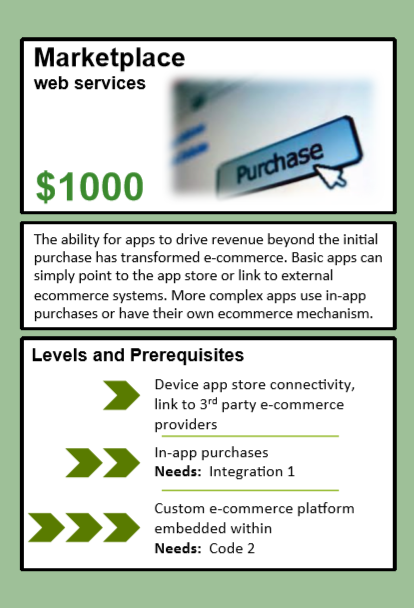 Marketplace
web services
Purchase
$1000
The ability for apps to drive revenue beyond the initial
purchase has transformed e-commerce. Basic apps can
simply point to the app store or link to external
ecommerce systems. More complex apps use in-app
purchases or have their own ecommerce mechanism.
Levels and Prerequisites
Device app store connectivity,
link to 3rd party e-commerce
providers
In-app purchases
Needs: Integration 1
Custom e-commerce platform
embedded within
Needs: Code 2